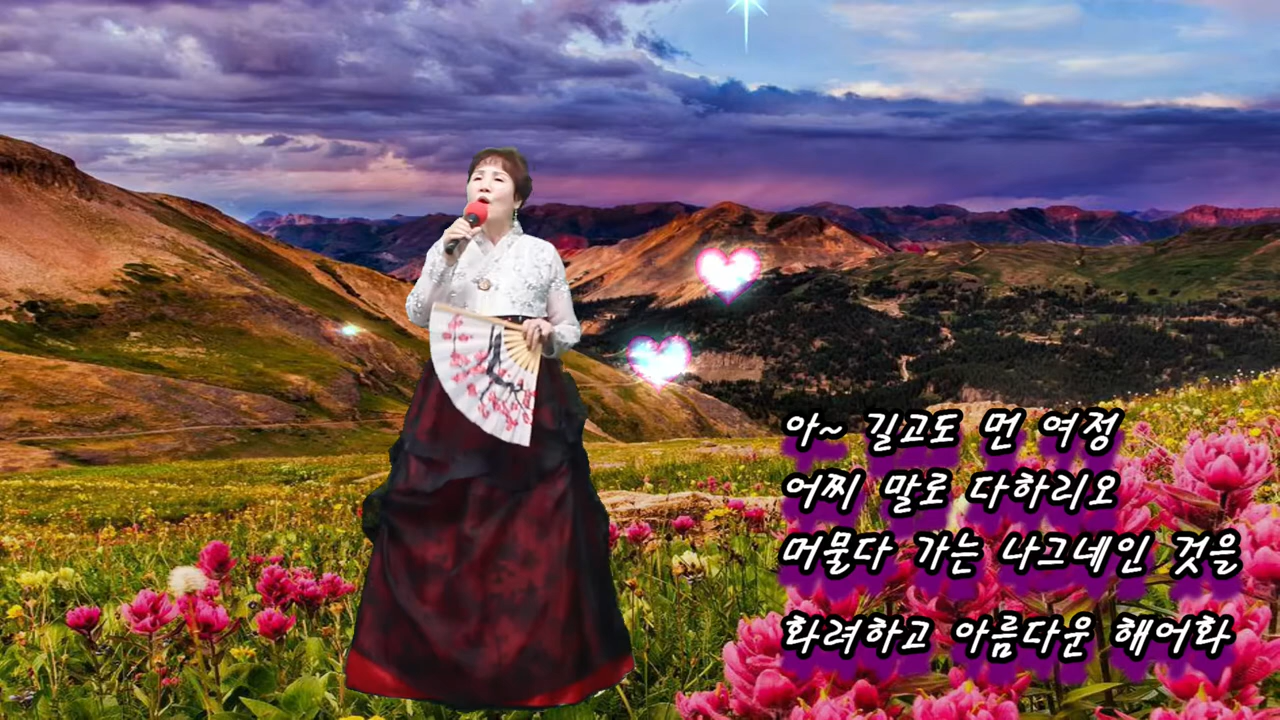 아~ 길고도 먼 여정
어찌 말로 다하리오
머물다 가는 나그네인 것을
화려하고 아름다운 해어화